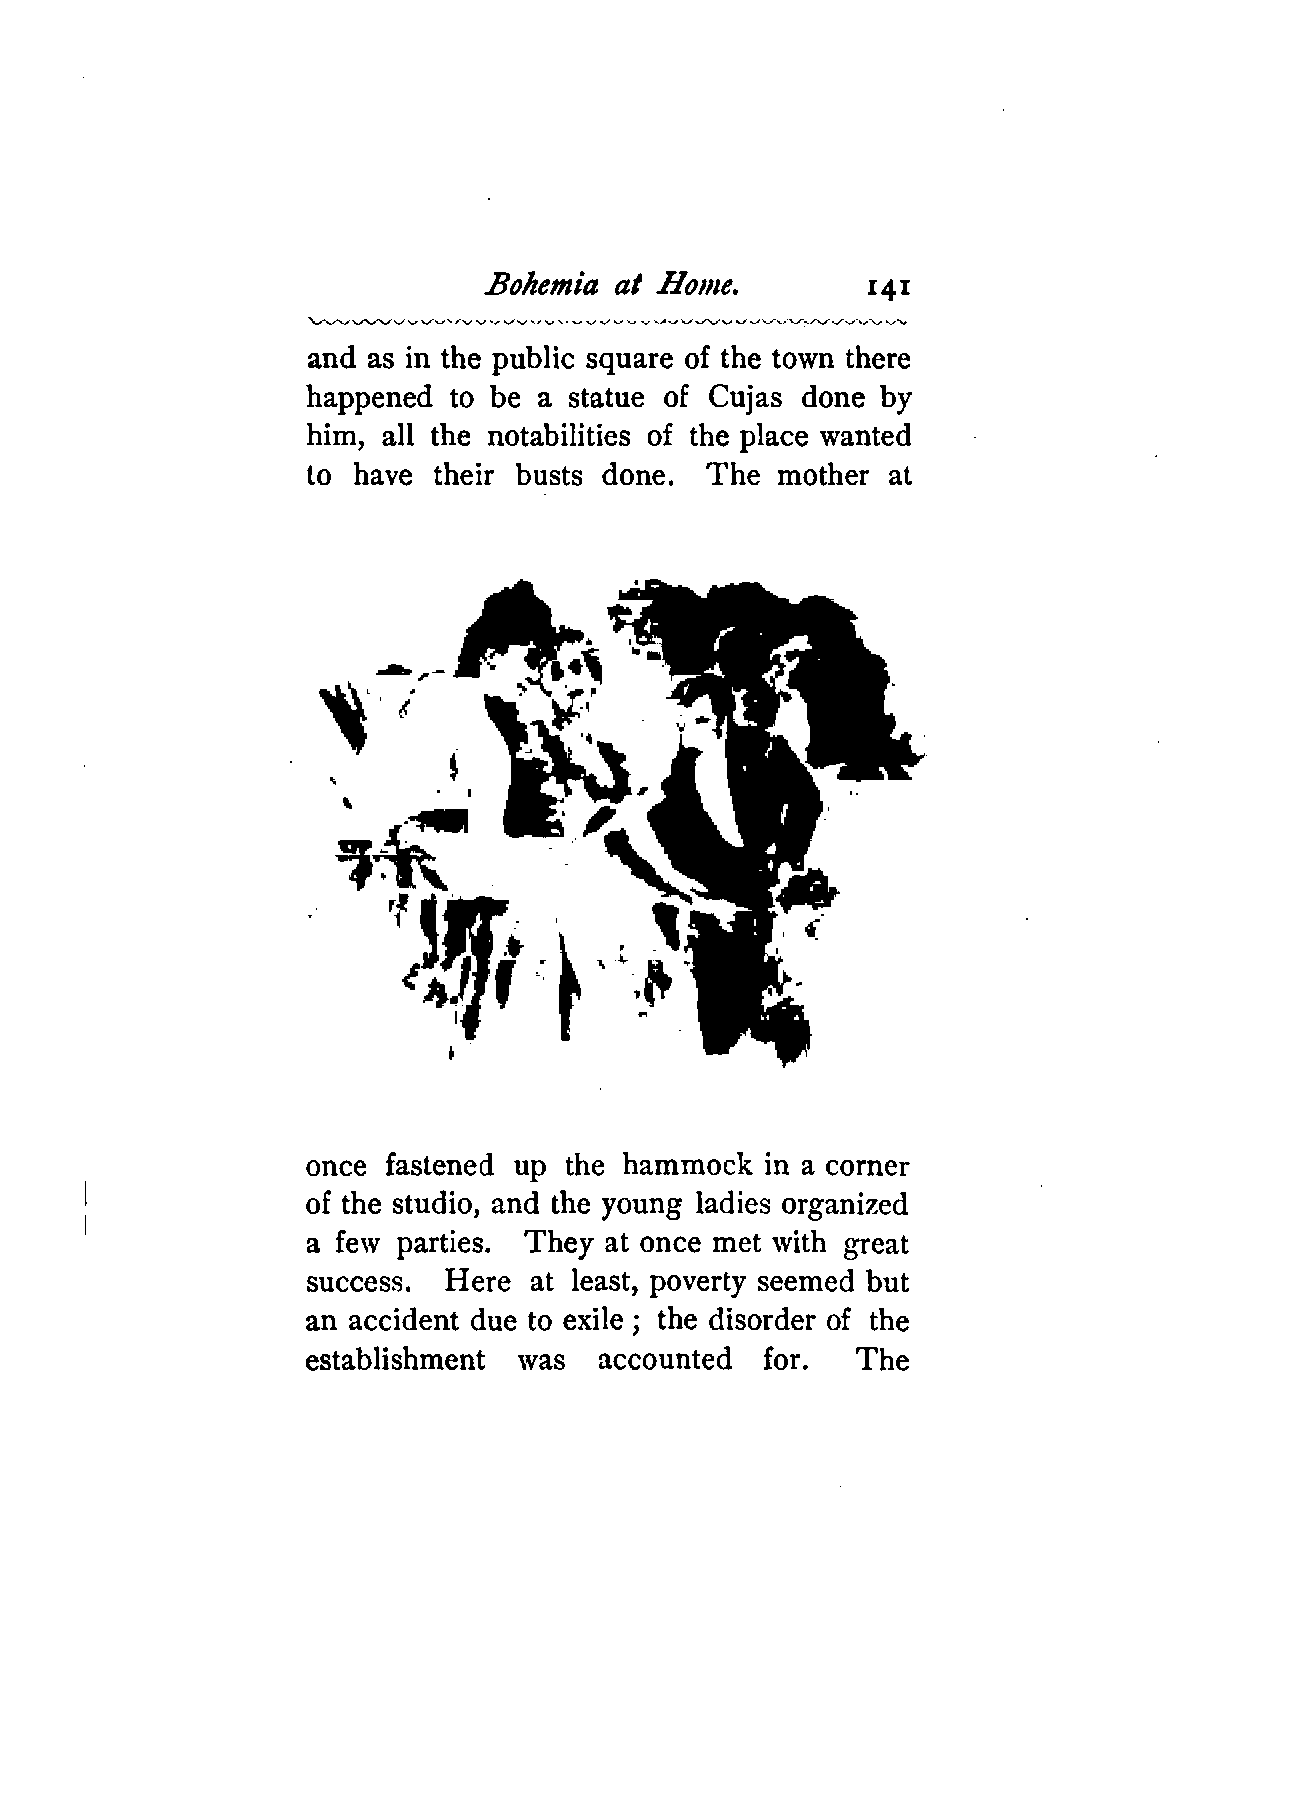 Bohemia at Home. 141
and as in the public square of the town there
happened to be a statue of Cujas done by
him, all the notabilities of the place wanted
to have their busts done. The mother at
once fastened up the hammock in a corner
of the studio, and the young ladies organized
a few parties. They at once met with great
success. Here at least, poverty seemed but
an accident due to exile ; the disorder of the
establishment was accounted for. The